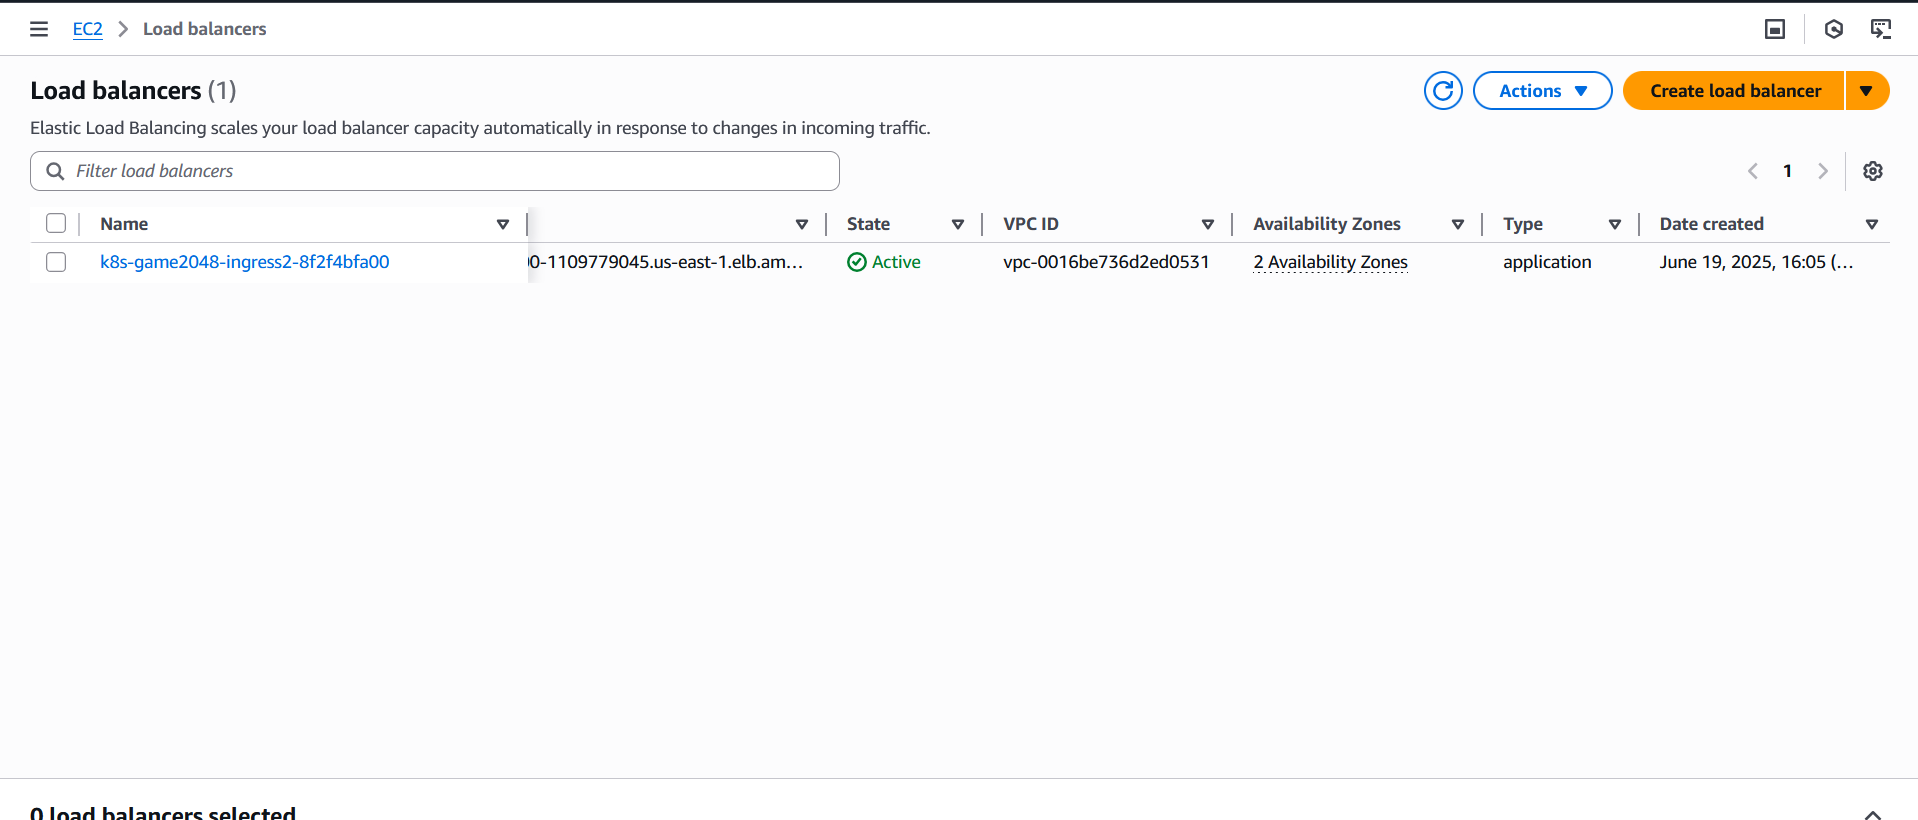 EC2 > Load balancers
Load balancers (1)
Actions
Create load balancer
Elastic Load Balancing scales your load balancer capacity automatically in response to changes in incoming traffic.
Filter load balancers
1
Name State VPC ID Availability Zones Type Date created
k8s-game2048-ingress2-8f2f4bfa00 00-1109779045.us-east-1.elb.am... Active vpc-0016be736d2ed0531 2 Availability Zones application June 19, 2025, 16:05 (...
0 load balancers selected